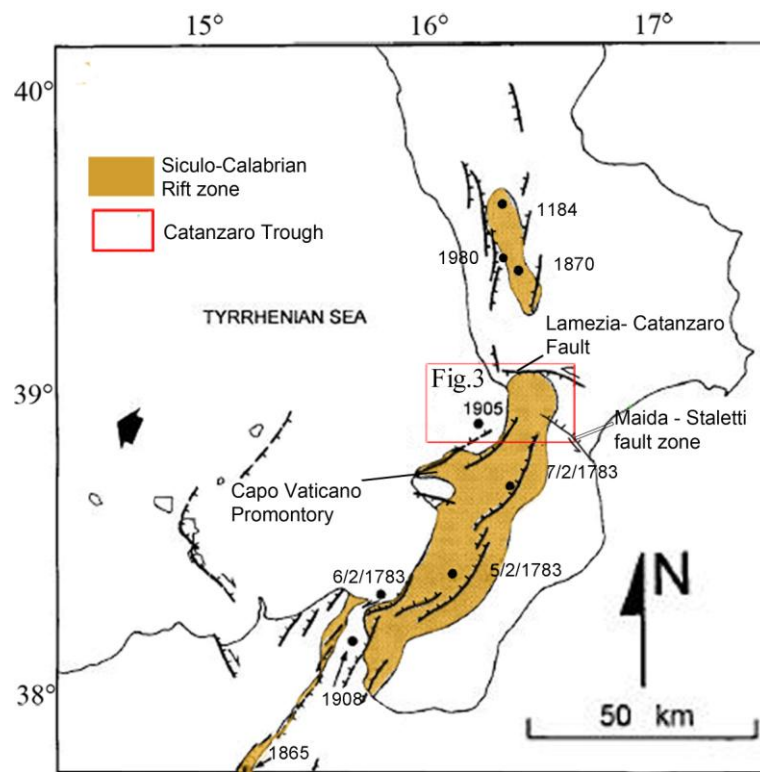 15°
16°
17°
40°
Siculo-Calabrian
Rift zone
Catanzaro Trough
1184
1980
1870
TYRRHENIAN SEA
Lamezia- Catanzaro
Fault
39°
Fig.3
1905
Maida - Staletti
fault zone
7/2/1783
Capo Vaticano
Promontory
6/2/1783
5/2/1783
N
38°
1908
50 km
1865